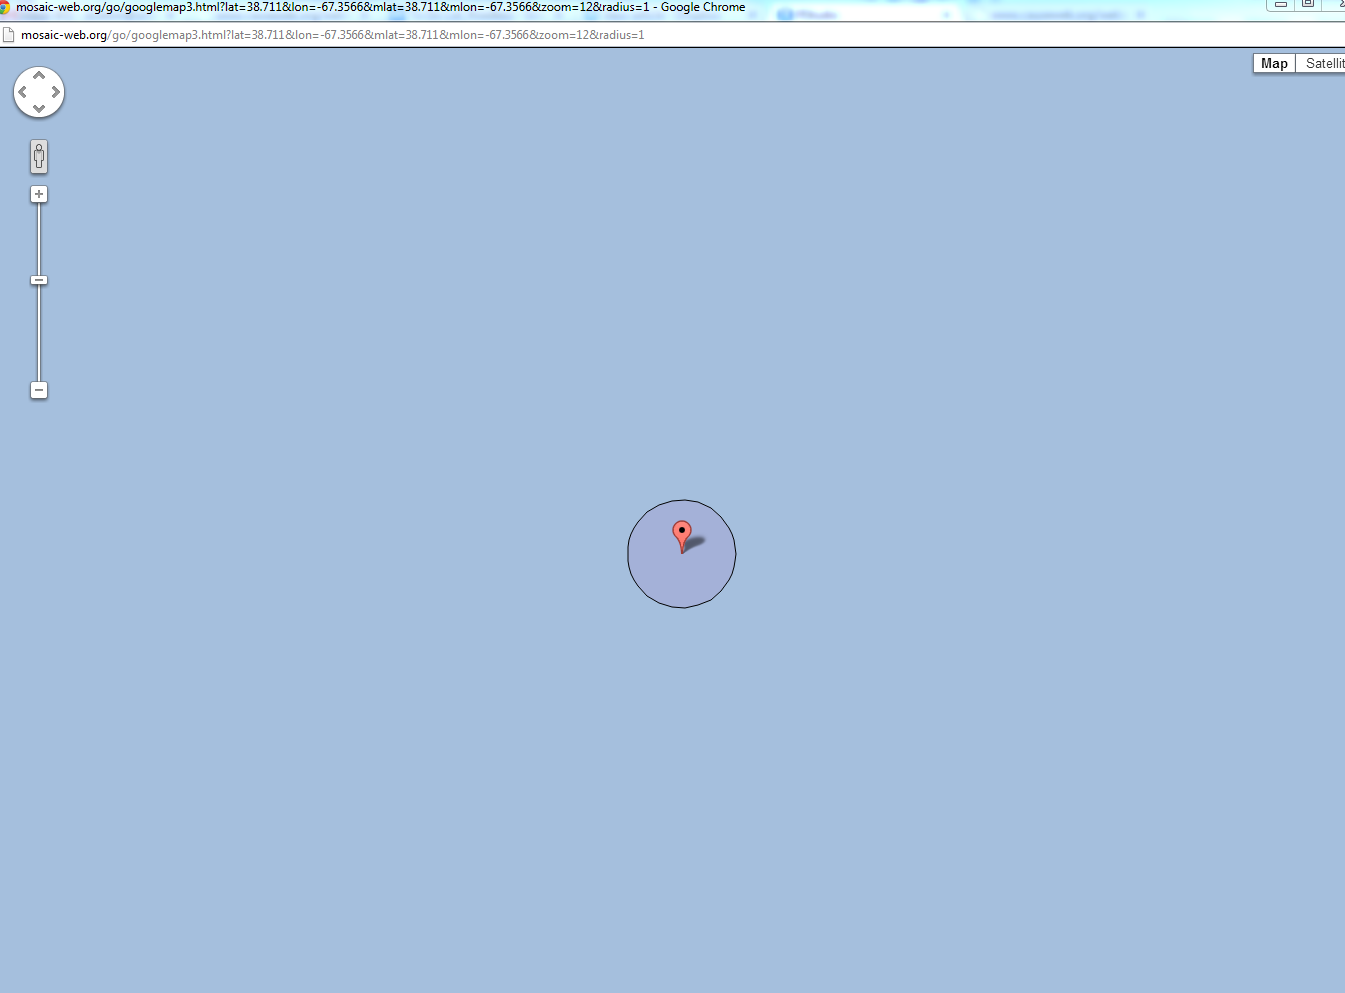 mosaic-web.org/go/googlemap3.html?lat=38.711&lon=-67.3566&mlat=38.711&mlon=-67.3566&zoom=12&radius=1 - Google Chrome
mosaic-web.org/go/googlemap3.html?lat=38.711&lon=-67.3566&mlat=38.711&mlon=-67.3566&zoom=12&radius=1
Map Satellit